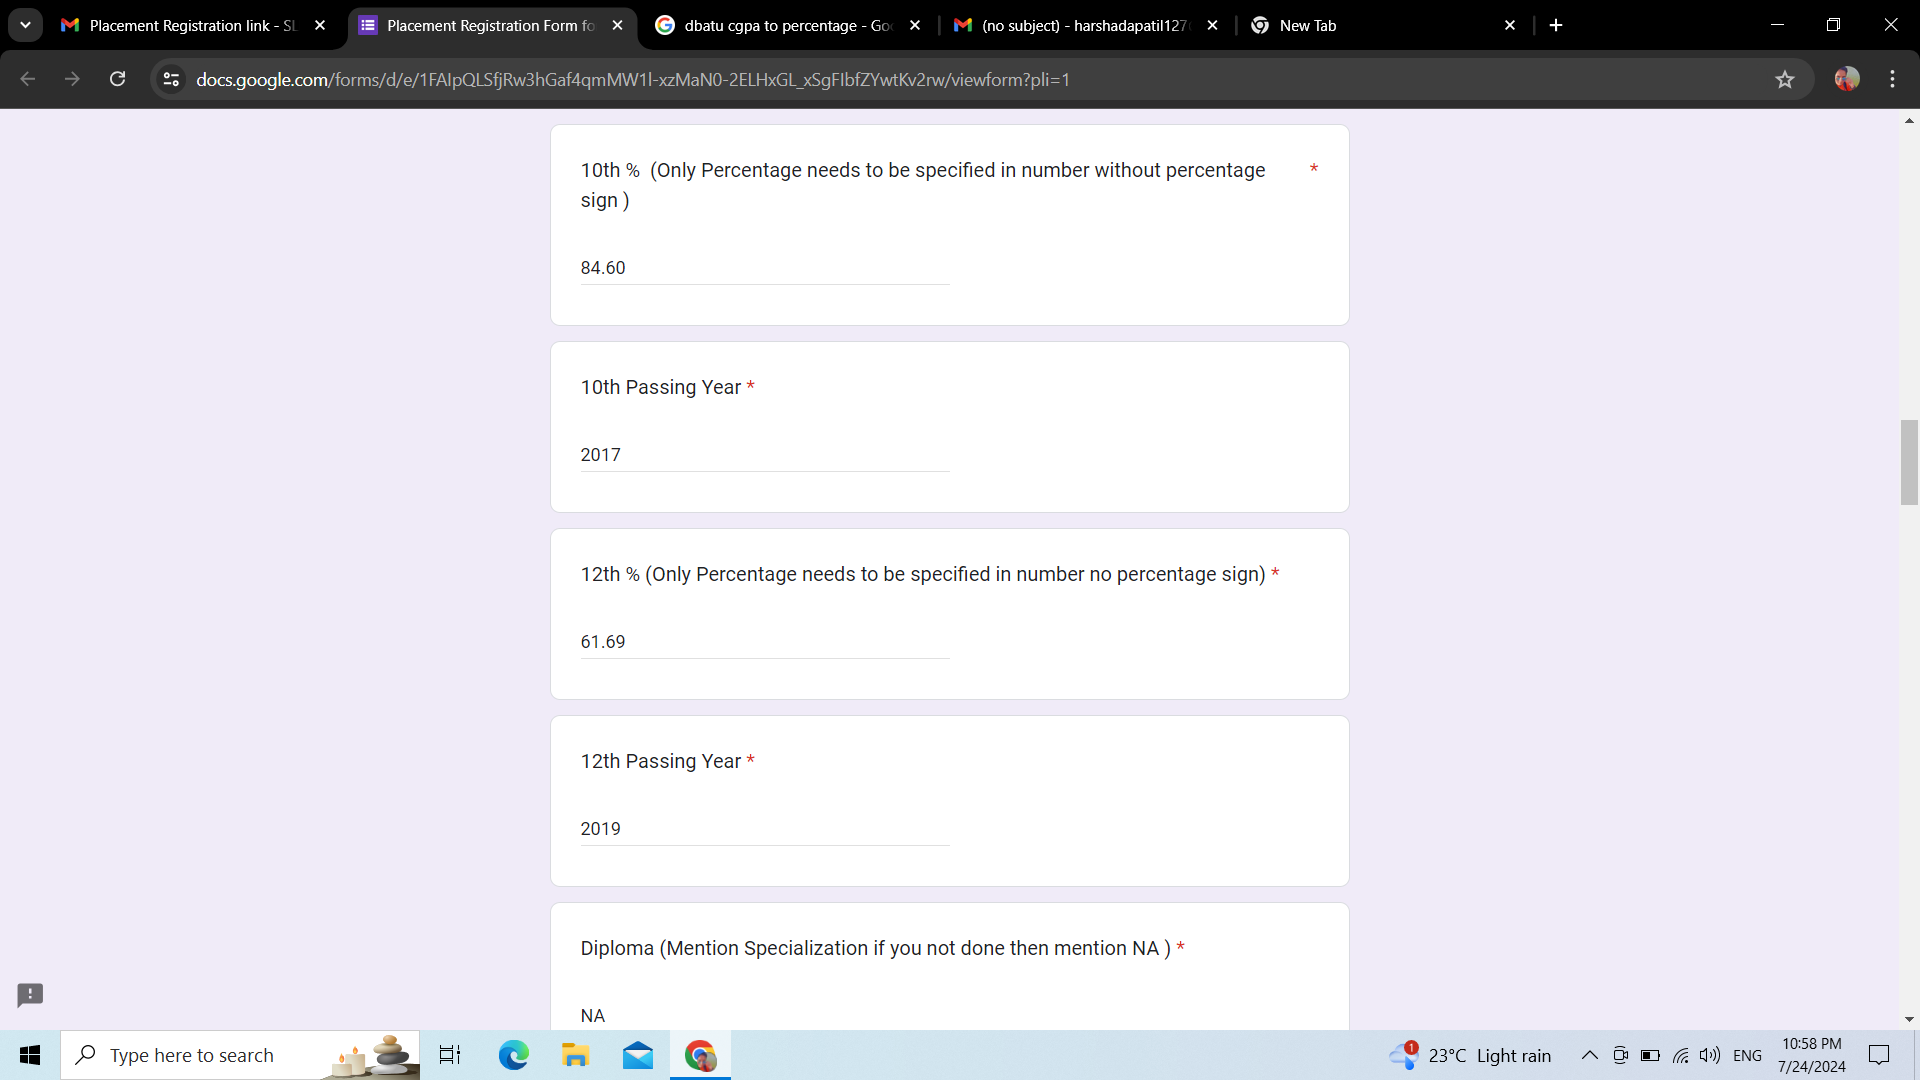 Placement Registration link - SL
Placement Registration Form fo
dbatu cgpa to percentage - Goo
(no subject) - harshadapatil127
New Tab
docs.google.com/forms/d/e/1FAIpQLSfjRw3hGaf4qmMW1l-xzMaN0-2ELHxGL_xSgFIbfZYwtKv2rw/viewform?pli=1
10th % (Only Percentage needs to be specified in number without percentage *
sign )
84.60
10th Passing Year *
2017
12th % (Only Percentage needs to be specified in number no percentage sign) *
61.69
12th Passing Year *
2019
Diploma (Mention Specialization if you not done then mention NA ) *
NA
Type here to search
1
23°C Light rain
ENG
10:58 PM
7/24/2024